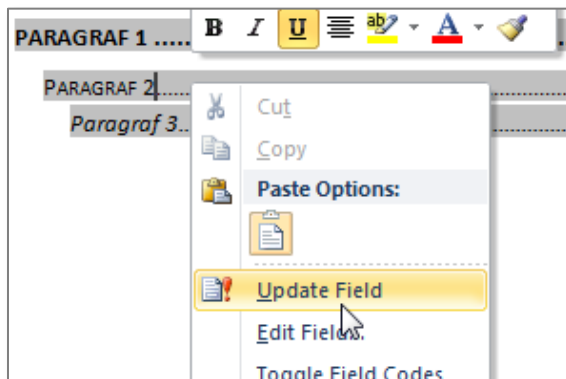 PARAGRAF 1 ......
B I U ab A
PARAGRAF 2......
Paragraf 3..
Cut
Copy
Paste Options:
Update Field
Edit Field..
Toggle Field Codes